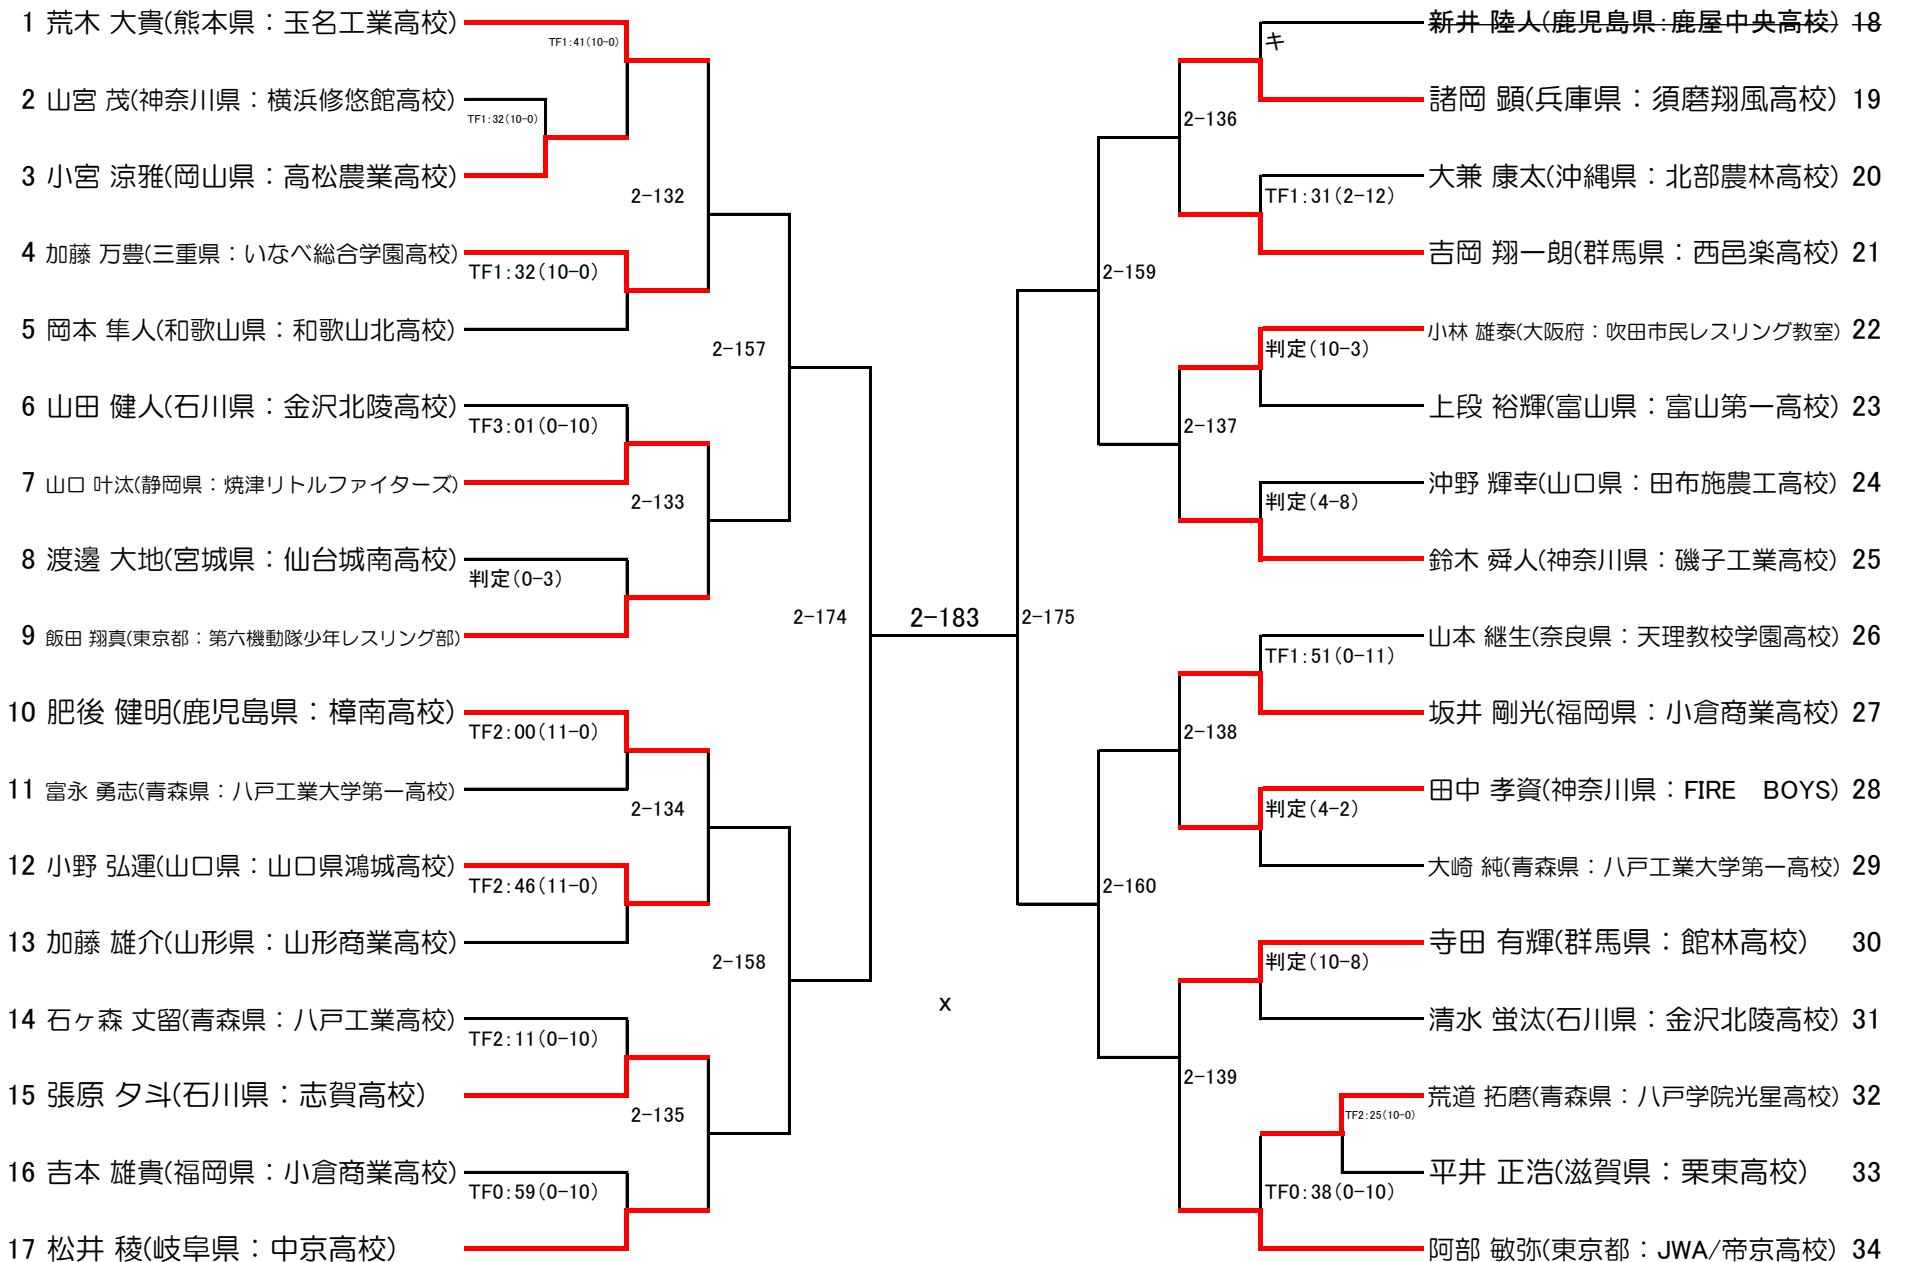 1 荒木 大貴(熊本県：玉名工業高校)
TF1:41(10-0)
2 山宮 茂(神奈川県：横浜修悠館高校)
TF1:32(10-0)
3 小宮 涼雅(岡山県：高松農業高校)
2-132
4 加藤 万豊(三重県：いなべ総合学園高校)
TF1:32(10-0)
5 岡本 隼人(和歌山県：和歌山北高校)
2-157
6 山田 健人(石川県：金沢北陵高校)
TF3:01(0-10)
7 山口 叶汰(静岡県：焼津リトルファイターズ)
2-133
8 渡邊 大地(宮城県：仙台城南高校)
判定(0-3)
9 飯田 翔真(東京都：第六機動隊少年レスリング部)
2-174
10 肥後 健明(鹿児島県：樟南高校)
TF2:00(11-0)
11 富永 勇志(青森県：八戸工業大学第一高校)
2-134
12 小野 弘運(山口県：山口県鴻城高校)
TF2:46(11-0)
13 加藤 雄介(山形県：山形商業高校)
2-158
14 石ヶ森 丈留(青森県：八戸工業高校)
TF2:11(0-10)
15 張原 夕斗(石川県：志賀高校)
2-135
16 吉本 雄貴(福岡県：小倉商業高校)
TF0:59(0-10)
17 松井 稜(岐阜県：中京高校)
2-183
x
新井 陸人(鹿児島県：鹿屋中央高校) 18
キ
諸岡 顕(兵庫県：須磨翔風高校) 19
2-136
大兼 康太(沖縄県：北部農林高校) 20
TF1:31(2-12)
吉岡 翔一朗(群馬県：西邑楽高校) 21
2-159
小林 雄泰(大阪府：吹田市民レスリング教室) 22
判定(10-3)
上段 裕輝(富山県：富山第一高校) 23
2-137
沖野 輝幸(山口県：田布施農工高校) 24
判定(4-8)
鈴木 舜人(神奈川県：磯子工業高校) 25
2-175
山本 継生(奈良県：天理教校学園高校) 26
TF1:51(0-11)
坂井 剛光(福岡県：小倉商業高校) 27
2-138
田中 孝資(神奈川県：FIRE　BOYS) 28
判定(4-2)
大崎 純(青森県：八戸工業大学第一高校) 29
2-160
寺田 有輝(群馬県：館林高校) 30
判定(10-8)
清水 蛍汰(石川県：金沢北陵高校) 31
2-139
荒道 拓磨(青森県：八戸学院光星高校) 32
TF2:25(10-0)
平井 正浩(滋賀県：栗東高校) 33
TF0:38(0-10)
阿部 敏弥(東京都：JWA/帝京高校) 34